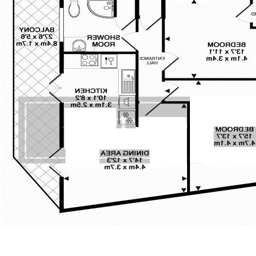 BALCONY
27'6 x 5'6
8.4m x 1.7m
SHOWER
ROOM
ENTRANCE
HALL
BEDROOM
13'7 x 11'1
4.1m x 3.4m
KITCHEN
10'1 x 8'2
3.1m x 2.5m
BEDROOM
15'7 x 13'7
4.7m x 4.1m
DINING AREA
14'7 x 12'3
4.4m x 3.7m